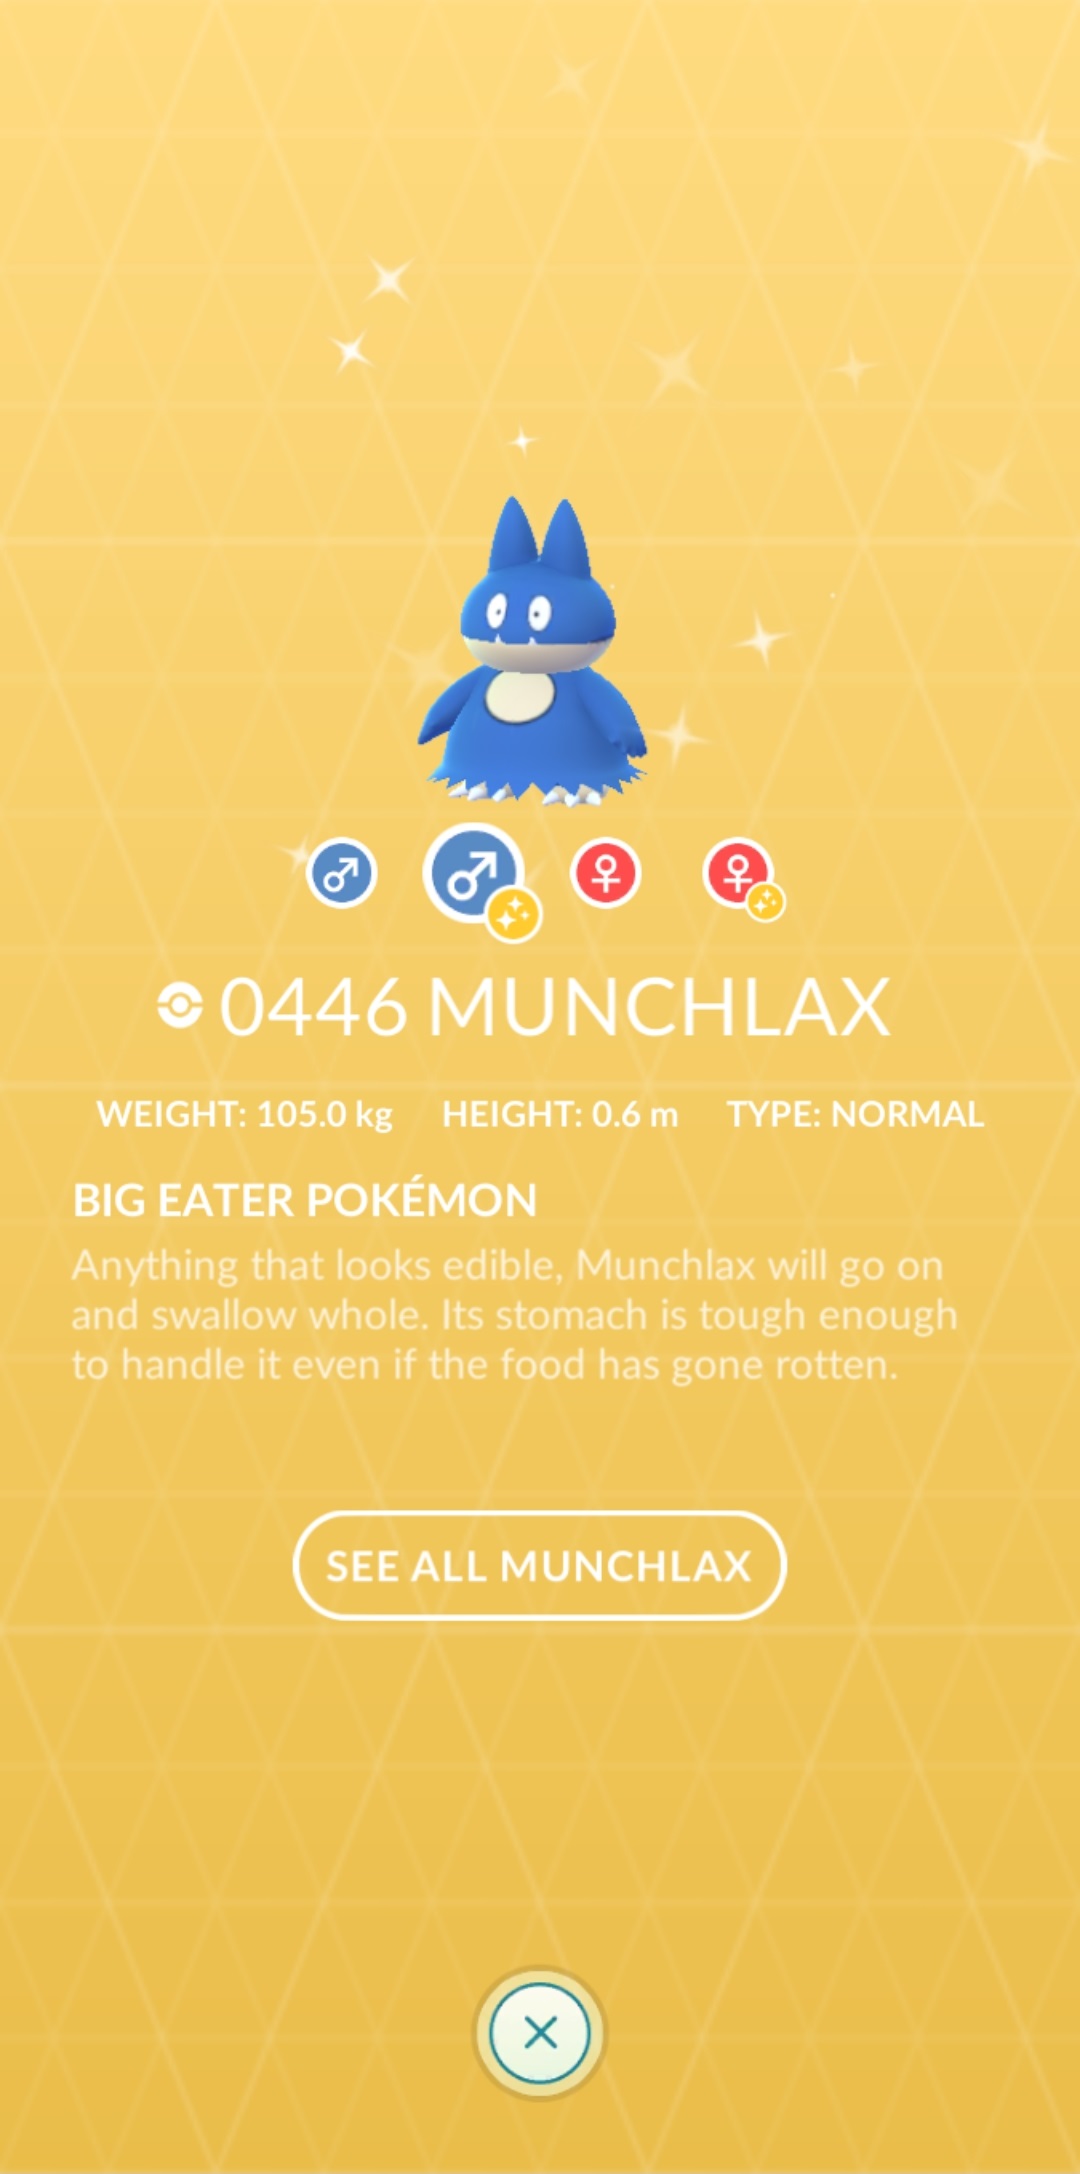 0446 MUNCHLAX
WEIGHT: 105.0 kg HEIGHT: 0.6 m TYPE: NORMAL
BIG EATER POKÉMON
Anything that looks edible, Munchlax will go on
and swallow whole. Its stomach is tough enough
to handle it even if the food has gone rotten.
SEE ALL MUNCHLAX